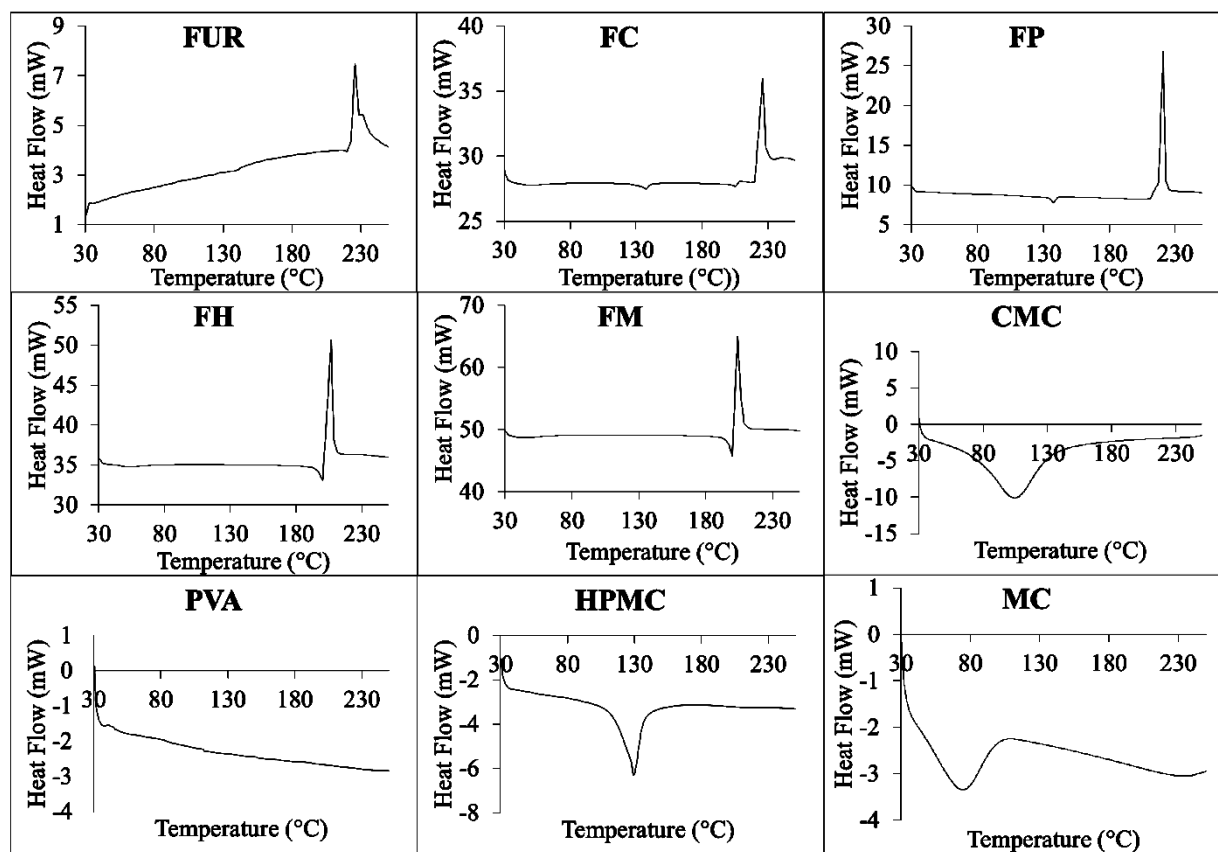 FUR
Heat Flow (mW)
9
7
5
3
1
30 80 130 180 230
Temperature (°C)
FC
Heat Flow (mW)
40
35
30
25
30 80 130 180 230
Temperature (°C))
FP
Heat Flow (mW)
30
25
20
15
10
5
30 80 130 180 230
Temperature (°C)
FH
Heat Flow (mW)
55
50
45
40
35
30
30 80 130 180 230
Temperature (°C)
FM
Heat Flow (mW)
70
60
50
40
30 80 130 180 230
Temperature (°C)
CMC
Heat Flow (mW)
10
5
0
-5
-10
-15
30 80 130 180 230
Temperature (°C)
PVA
Heat Flow (mW)
1
0
-1
-2
-3
-4
30 80 130 180 230
Temperature (°C)
HPMC
Heat Flow (mW)
0
-2
-4
-6
-8
30 80 130 180 230
Temperature (°C)
MC
Heat Flow (mW)
1
0
-1
-2
-3
-4
30 80 130 180 230
Temperature (°C)